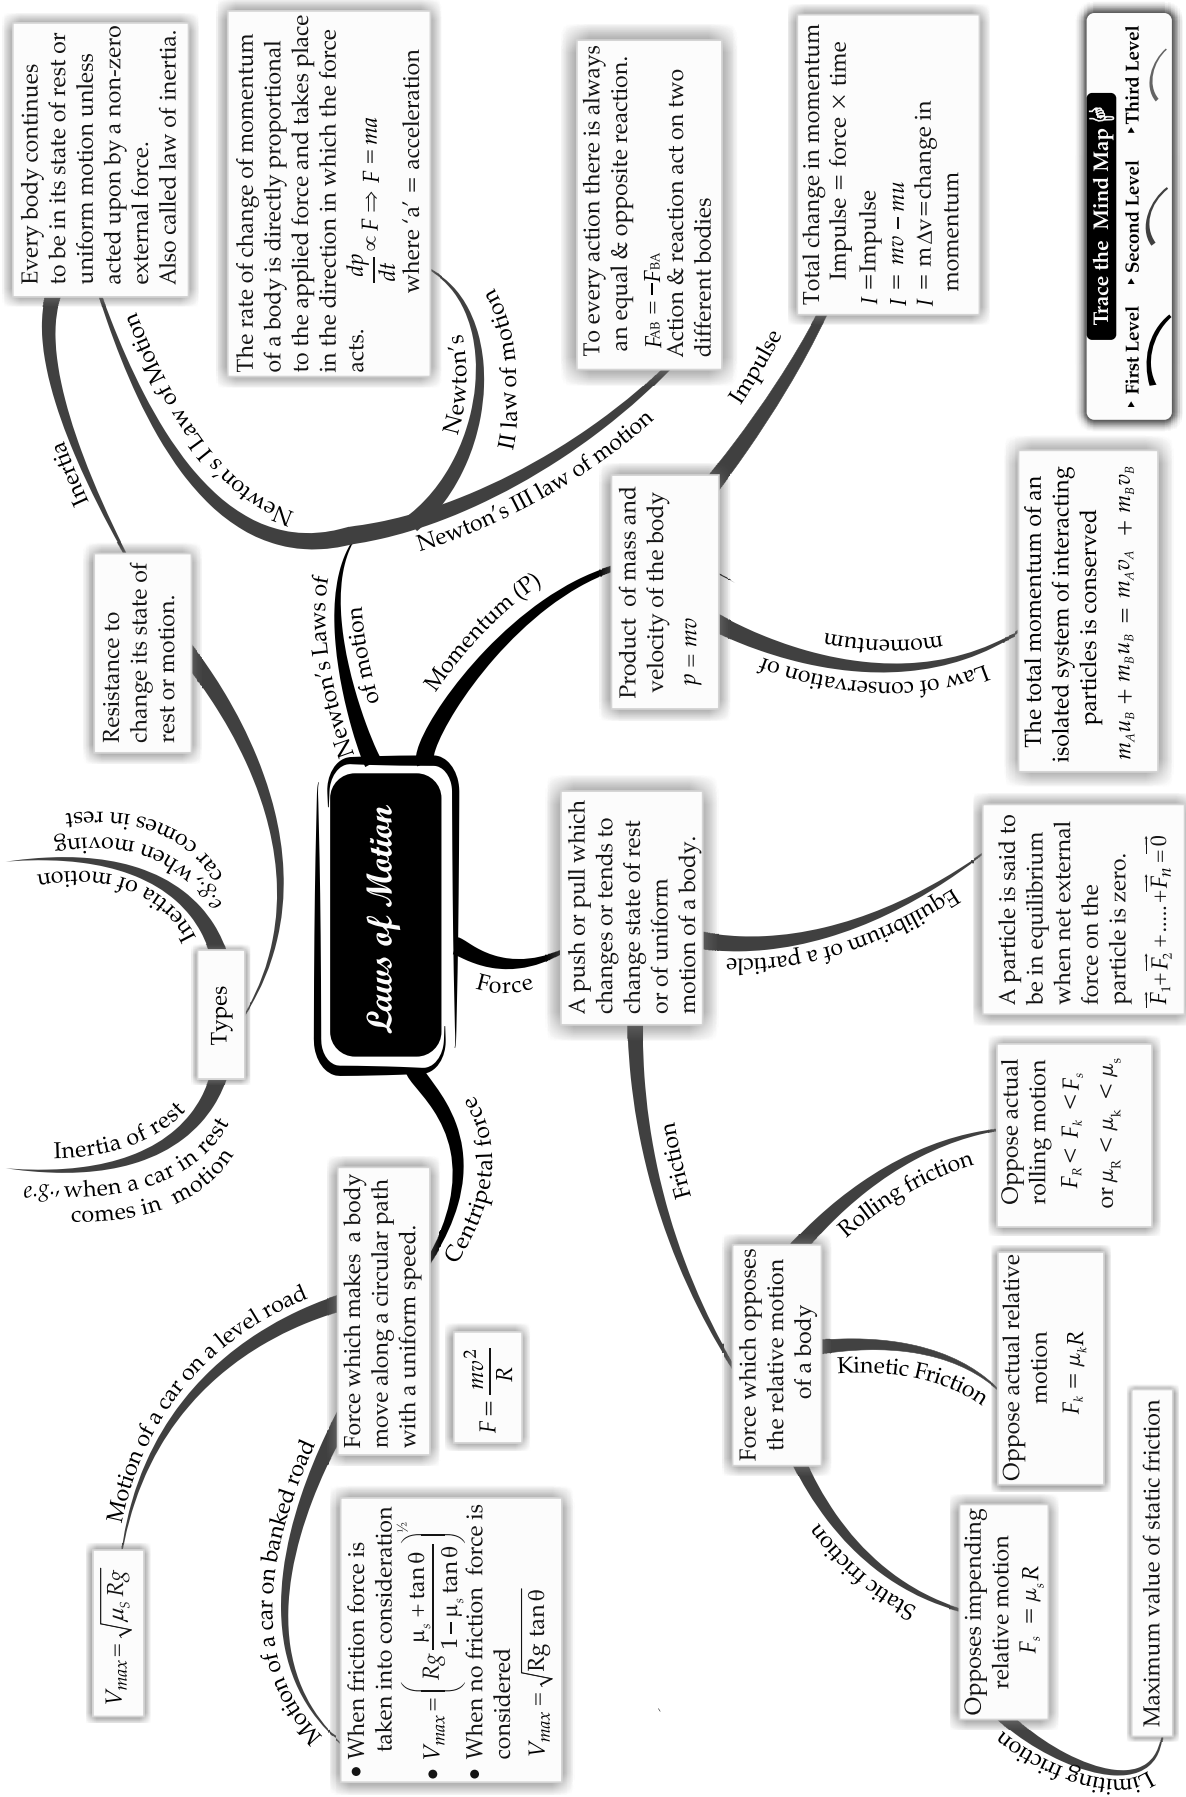 Laws of Motion
Newton's Laws of
of motion
Newton's I Law of Motion
Every body continues
to be in its state of rest or
uniform motion unless
acted upon by a non-zero
external force.
Also called law of inertia.
Inertia
Resistance to
change its state of
rest or motion.
Types
Inertia of motion
e.g., when moving
car comes in rest
Inertia of rest
e.g., when a car in rest
comes in motion
Newton's
II law of motion
The rate of change of momentum
of a body is directly proportional
to the applied force and takes place
in the direction in which the force
acts. dp/dt ∝ F ⇒ F = ma
where 'a' = acceleration
Newton's III law of motion
To every action there is always
an equal & opposite reaction.
F_AB = −F_BA
Action & reaction act on two
different bodies
Momentum (P)
Product of mass and
velocity of the body
p = mv
Impulse
Total change in momentum
Impulse = force × time
I =Impulse
I = mv − mu
I = m Δv=change in
momentum
Law of conservation of
momentum
The total momentum of an
isolated system of interacting
particles is conserved
m_A u_B + m_B u_B = m_A v_A + m_B v_B
Force
A push or pull which
changes or tends to
change state of rest
or of uniform
motion of a body.
Equilibrium of a particle
A particle is said to
be in equilibrium
when net external
force on the
particle is zero.
F̅₁+F̅₂+.....+F̅ₙ=0̅
Friction
Force which opposes
the relative motion
of a body
Rolling friction
Oppose actual
rolling motion
F_R < F_k < F_s
or μ_R < μ_k < μ_s
Kinetic Friction
Oppose actual relative
motion
F_k = μ_k R
Static friction
Opposes impending
relative motion
F_s = μ_s R
Limiting friction
Maximum value of static friction
Centripetal force
Force which makes a body
move along a circular path
with a uniform speed.
F = mv²/R
Motion of a car on a level road
V_max = √(μ_s Rg)
Motion of a car on banked road
● When friction force is
taken into consideration
● V_max = (Rg (μ_s + tan θ)/(1 − μ_s tan θ))^½
● When no friction force is
considered
V_max = √(Rg tan θ)
Trace the Mind Map
▸ First Level ▸ Second Level ▸ Third Level